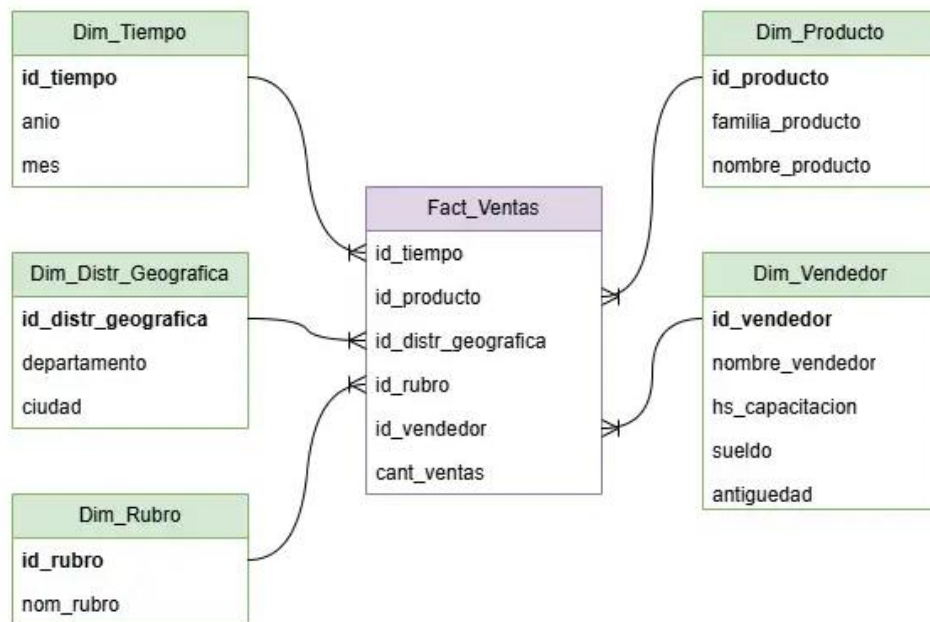 Dim_Tiempo
id_tiempo
anio
mes
Dim_Distr_Geografica
id_distr_geografica
departamento
ciudad
Dim_Rubro
id_rubro
nom_rubro
Fact_Ventas
id_tiempo
id_producto
id_distr_geografica
id_rubro
id_vendedor
cant_ventas
Dim_Producto
id_producto
familia_producto
nombre_producto
Dim_Vendedor
id_vendedor
nombre_vendedor
hs_capacitacion
sueldo
antiguedad